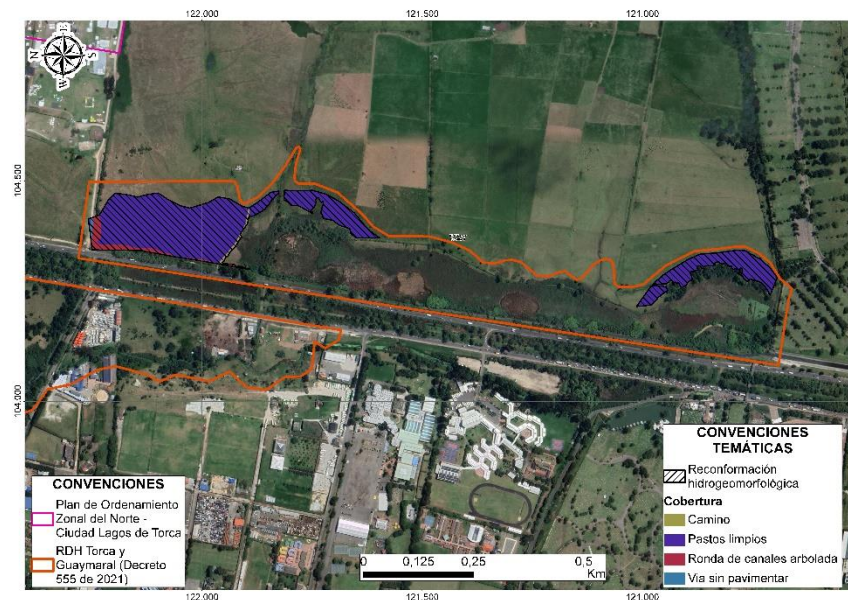 122.000 121.500 121.000
N E S W
104.500
104.000
CONVENCIONES
Plan de Ordenamiento
Zonal del Norte -
Ciudad Lagos de Torca
RDH Torca y
Guaymaral (Decreto
555 de 2021)
0 0,125 0,25 0,5
Km
CONVENCIONES
TEMÁTICAS
Reconformación
hidrogeomorfológica
Cobertura
Camino
Pastos limpios
Ronda de canales arbolada
Via sin pavimentar
122.000 121.500 121.000